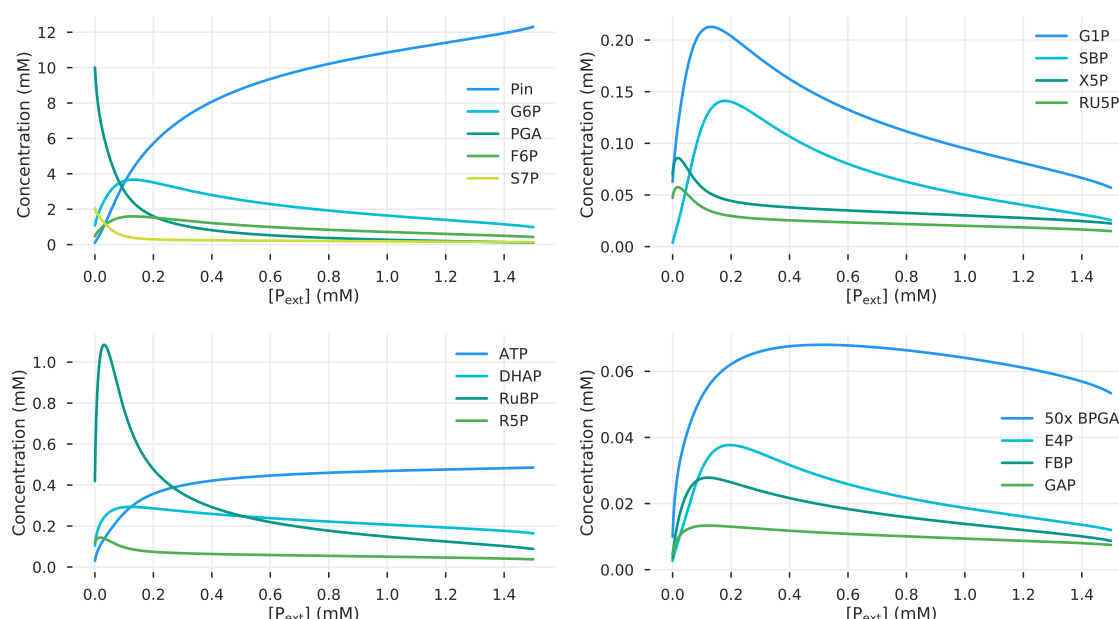 Concentration (mM)
12
10
8
6
4
2
0
Pin
G6P
PGA
F6P
S7P
0.0 0.2 0.4 0.6 0.8 1.0 1.2 1.4
[Pext] (mM)
Concentration (mM)
0.20
0.15
0.10
0.05
0.00
G1P
SBP
X5P
RU5P
0.0 0.2 0.4 0.6 0.8 1.0 1.2 1.4
[Pext] (mM)
Concentration (mM)
1.0
0.8
0.6
0.4
0.2
0.0
ATP
DHAP
RuBP
R5P
0.0 0.2 0.4 0.6 0.8 1.0 1.2 1.4
[Pext] (mM)
Concentration (mM)
0.06
0.04
0.02
0.00
50x BPGA
E4P
FBP
GAP
0.0 0.2 0.4 0.6 0.8 1.0 1.2 1.4
[Pext] (mM)